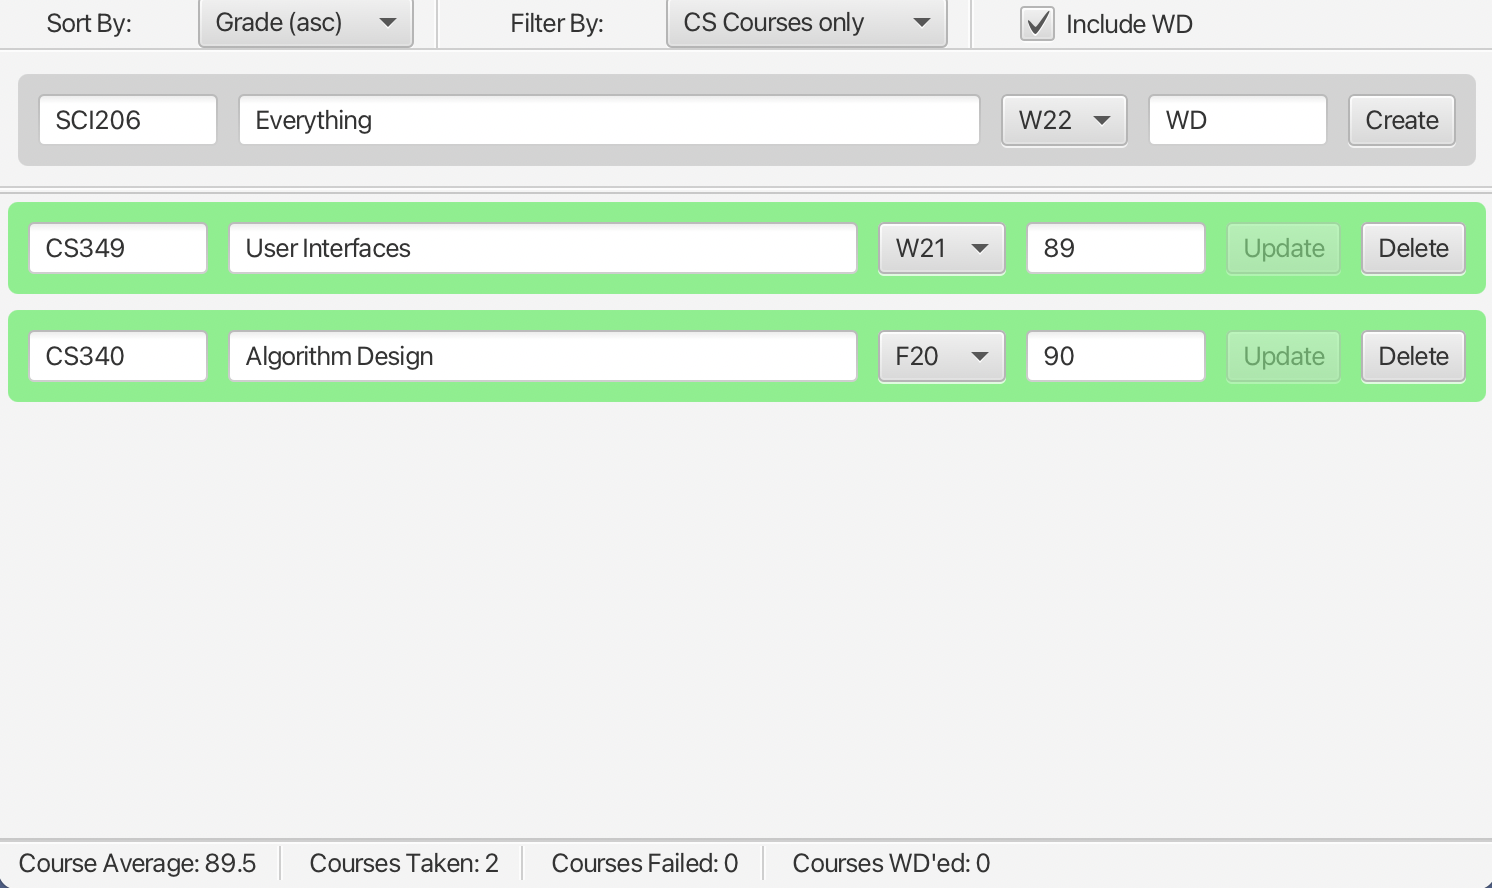 Sort By: Grade (asc) Filter By: CS Courses only Include WD
SCI206 Everything W22 WD Create
CS349 User Interfaces W21 89 Update Delete
CS340 Algorithm Design F20 90 Update Delete
Course Average: 89.5 Courses Taken: 2 Courses Failed: 0 Courses WD'ed: 0